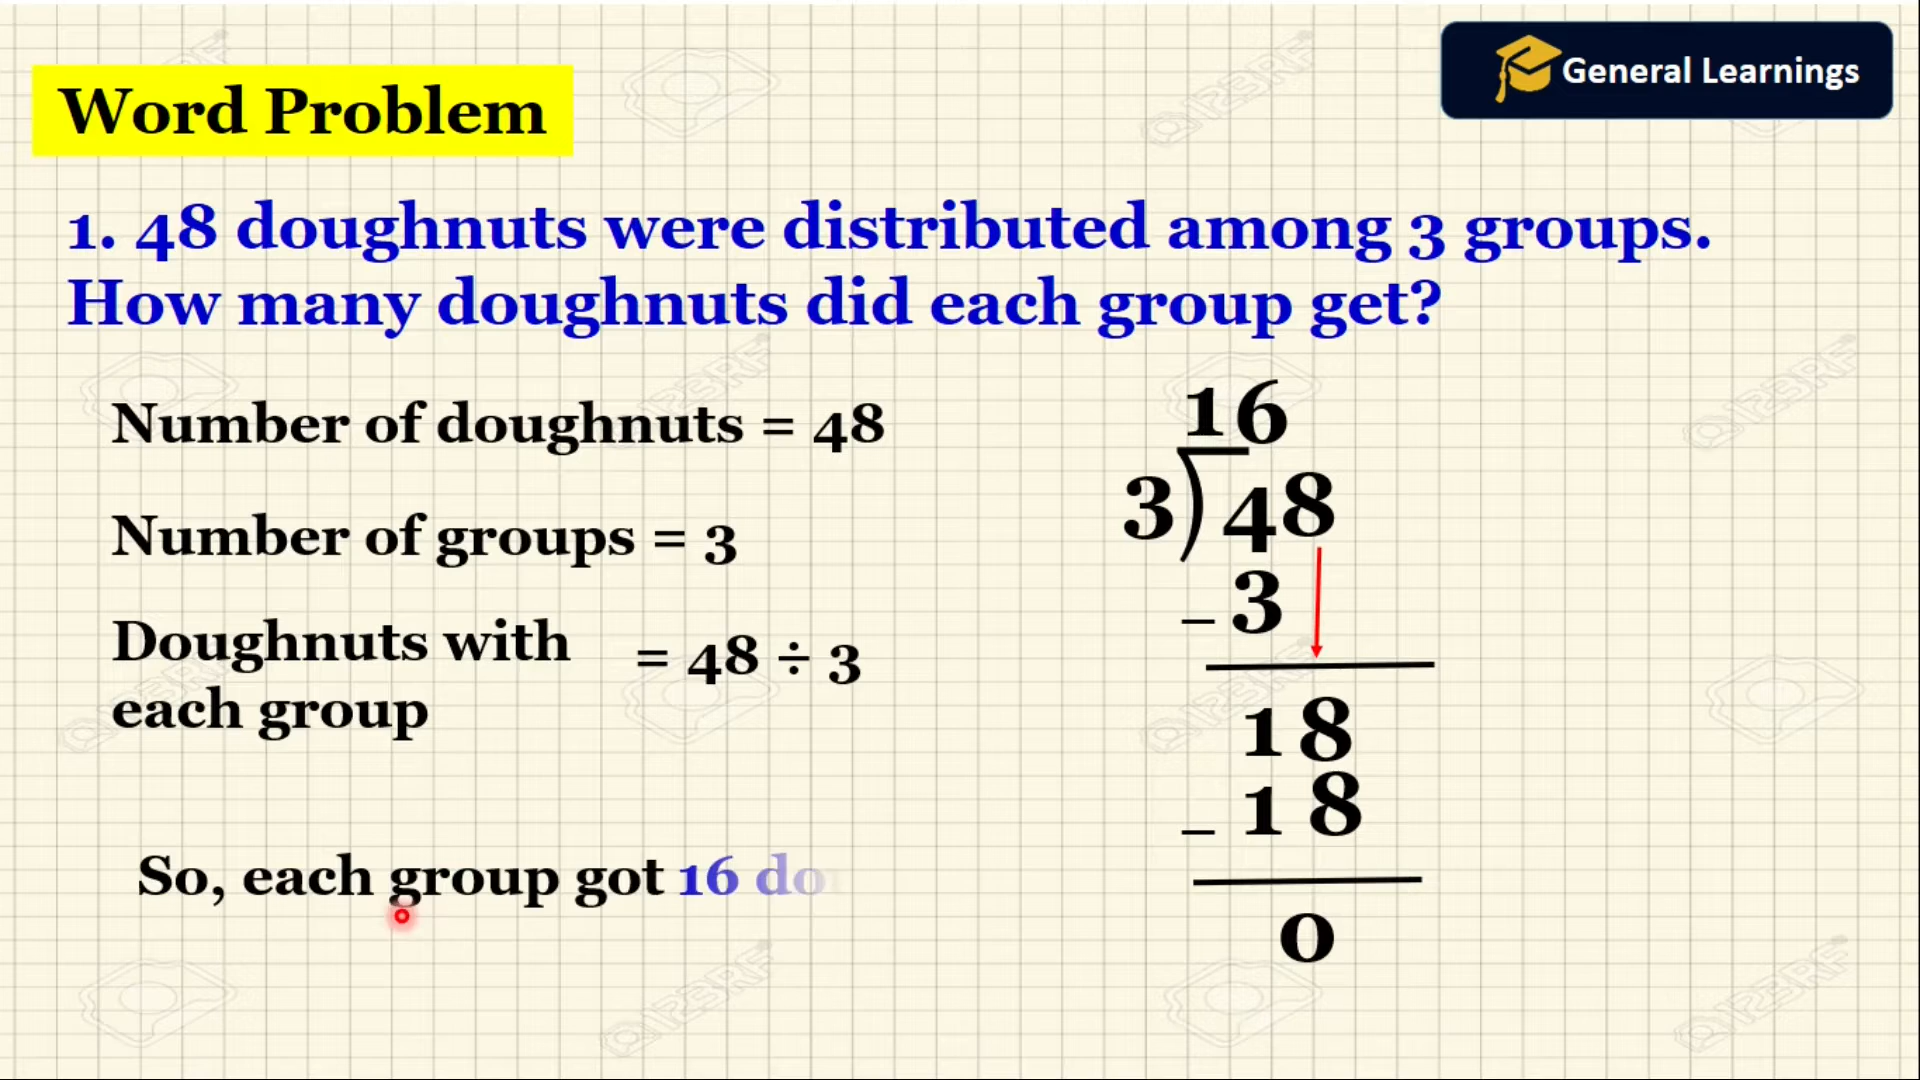 General Learnings
Word Problem
1. 48 doughnuts were distributed among 3 groups.
How many doughnuts did each group get?
Number of doughnuts = 48
Number of groups = 3
Doughnuts with
each group
= 48 ÷ 3
So, each group got 16
16
3) 48
– 3
18
– 18
0
123RF